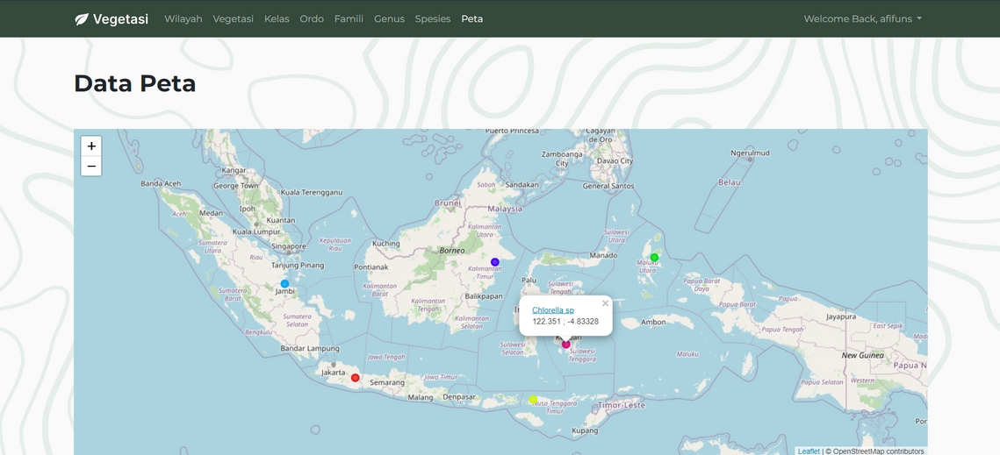 Vegetasi Wilayah Vegetasi Kelas Ordo Famili Genus Spesies Peta Welcome Back, afifuns
Data Peta
+
−
Puerto Princesa
Cagayan
de Oro
Zamboanga
City
Davao City
General Santos
Ngerulmud
Belau
Banda Aceh
Aceh
Medan
Kangar
George Town
Ipoh
Kuala Terengganu
Kuantan
Kuala Lumpur
Singapore
Tanjung Pinang
Kepulauan
Riau
Sumatera
Utara
Riau
Sumatera
Barat
Jambi
Sumatera
Selatan
Bengkulu
Bandar Lampung
Sabah
Sandakan
Brunei
Malaysia
Kuching
Borneo
Kalimantan
Utara
Pontianak
Kalimantan
Barat
Kalimantan
Timur
Kalimantan
Tengah
Balikpapan
Sulawesi
Utara
Manado
Maluku
Utara
Palu
Sulawesi
Tengah
Chlorella sp
122.351 ; -4.83328
×
Sulawesi
Selatan
Sulawesi
Tenggara
Ambon
Maluku
Papua Barat
Daya
Papua Barat
Jayapura
Papua Tengah
New Guinea
Papua N
Papua Selatan
Western
Port
Jakarta
Jawa Tengah
Semarang
Jawa Timur
Malang
Denpasar
Nusa Tenggara
Timur
Timor-Leste
Kupang
Leaflet | © OpenStreetMap contributors